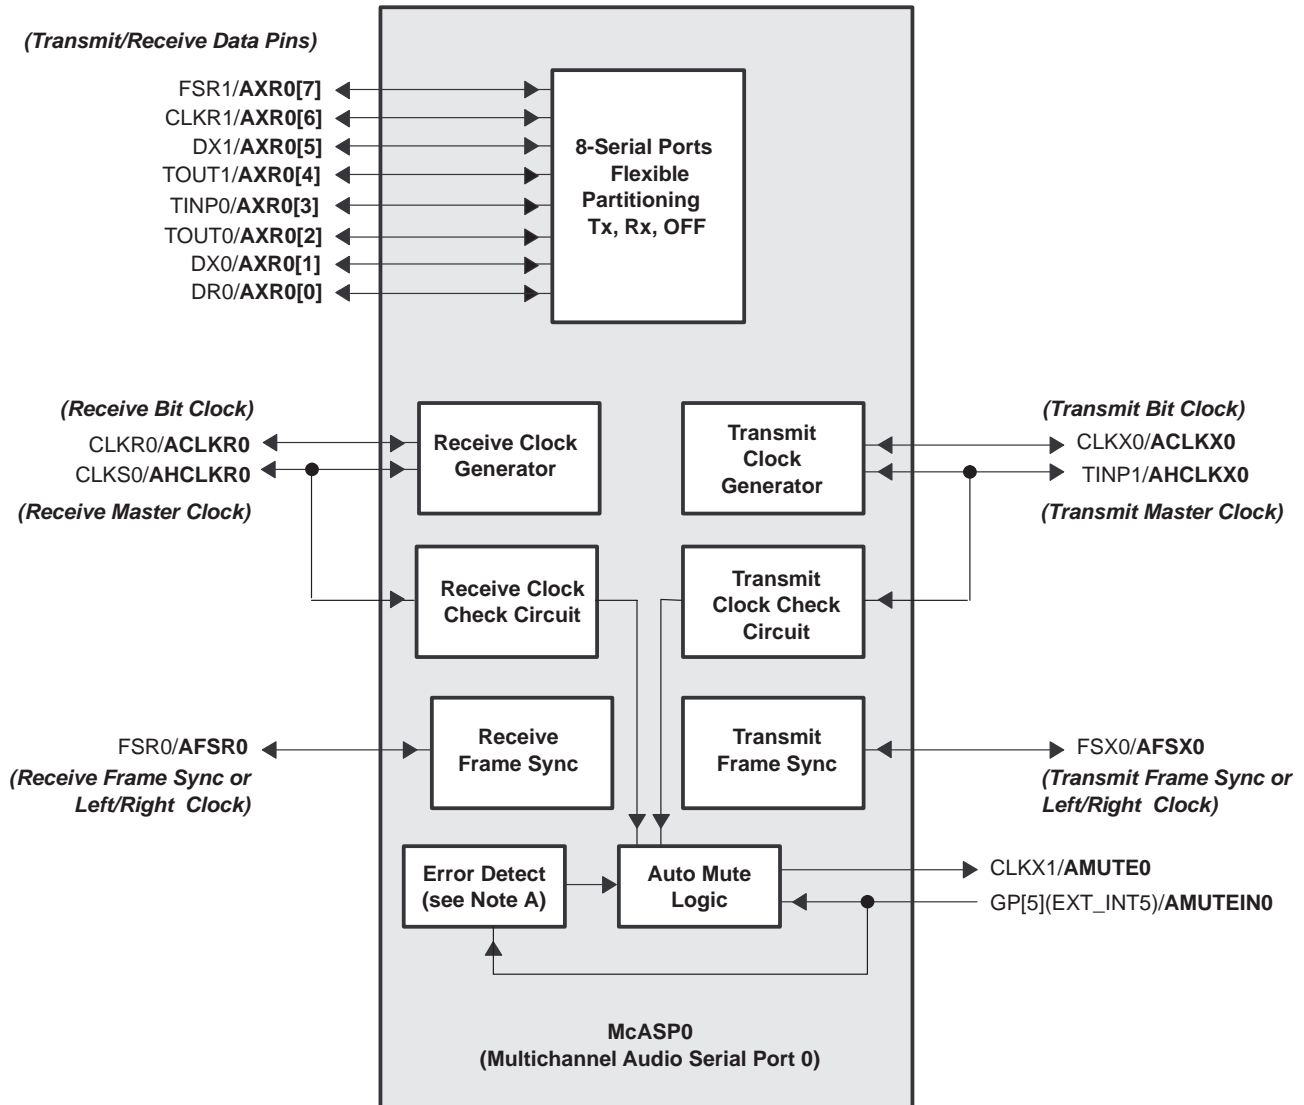 (Transmit/Receive Data Pins)
FSR1/AXR0[7]
CLKR1/AXR0[6]
DX1/AXR0[5]
TOUT1/AXR0[4]
TINP0/AXR0[3]
TOUT0/AXR0[2]
DX0/AXR0[1]
DR0/AXR0[0]
8-Serial Ports
Flexible
Partitioning
Tx, Rx, OFF
(Receive Bit Clock)
CLKR0/ACLKR0
CLKS0/AHCLKR0
(Receive Master Clock)
Receive Clock
Generator
Transmit
Clock
Generator
(Transmit Bit Clock)
CLKX0/ACLKX0
TINP1/AHCLKX0
(Transmit Master Clock)
Receive Clock
Check Circuit
Transmit
Clock Check
Circuit
FSR0/AFSR0
(Receive Frame Sync or
Left/Right Clock)
Receive
Frame Sync
Transmit
Frame Sync
FSX0/AFSX0
(Transmit Frame Sync or
Left/Right Clock)
Error Detect
(see Note A)
Auto Mute
Logic
CLKX1/AMUTE0
GP[5](EXT_INT5)/AMUTEIN0
McASP0
(Multichannel Audio Serial Port 0)